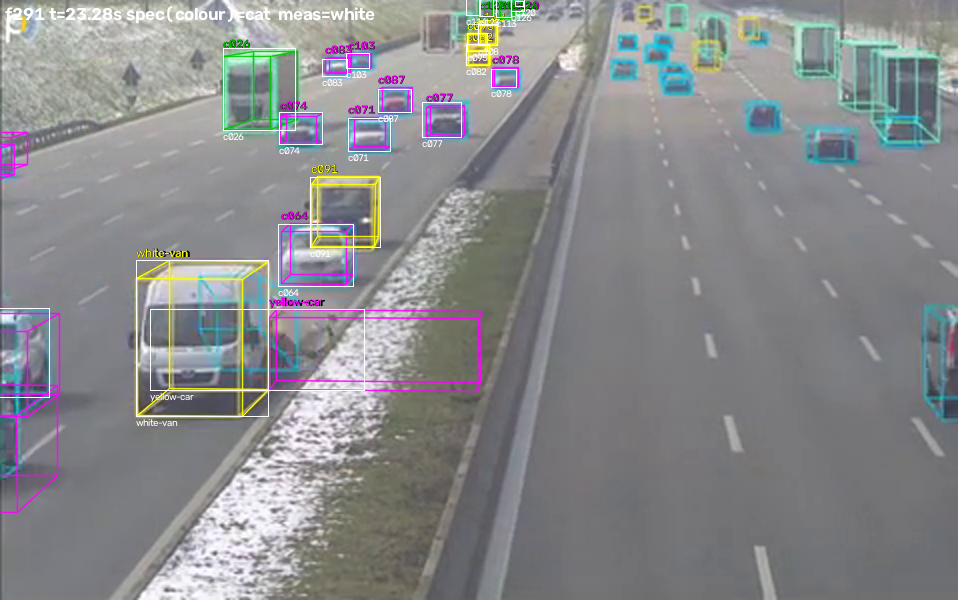 f291 t=23.28s spec(colour)=cat meas=white
c026
c083
c103
c083
c103
c087
c078
c082
c078
c026
c074
c071
c087
c077
c074
c071
c077
c091
c064
c091
white-van
c064
yellow-car
yellow-car
white-van